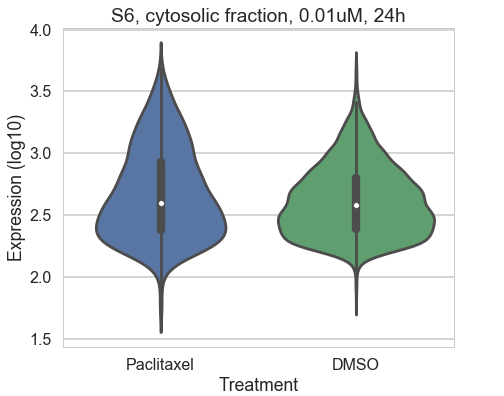 S6, cytosolic fraction, 0.01uM, 24h
4.0
3.5
3.0
2.5
2.0
1.5
Expression (log10)
Paclitaxel DMSO
Treatment